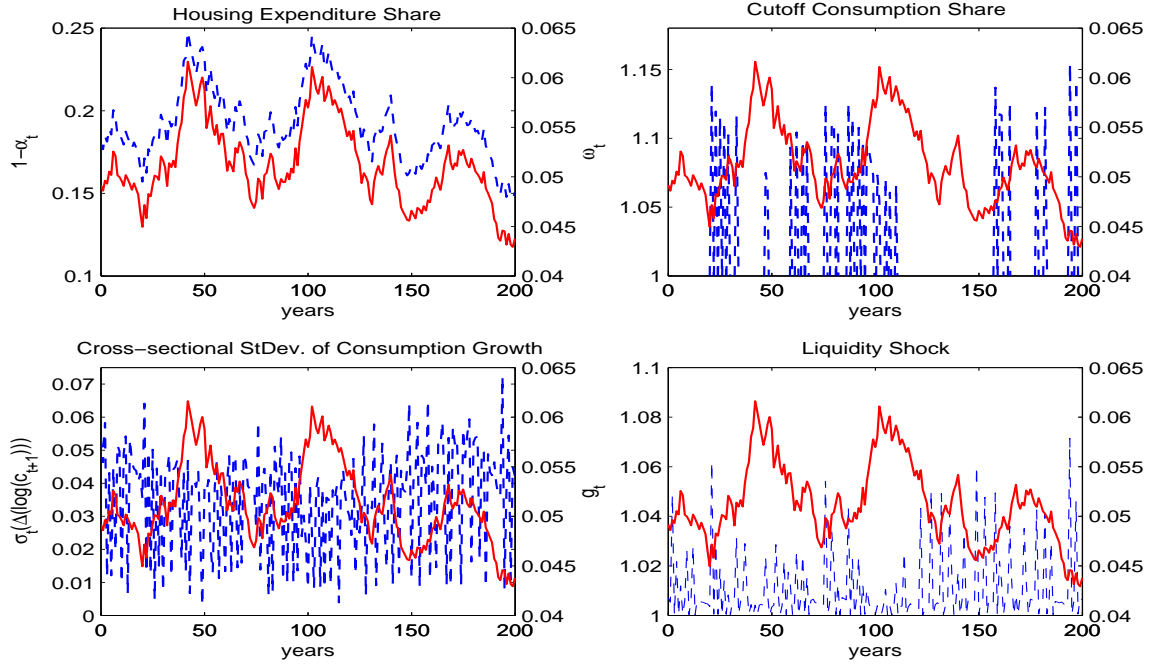 Housing Expenditure Share
0.25
0.2
0.15
0.1
1−αt
0.065
0.06
0.055
0.05
0.045
0.04
0 50 100 150 200
years
Cutoff Consumption Share
1.15
1.1
1.05
1
ωt
0.065
0.06
0.055
0.05
0.045
0.04
0 50 100 150 200
years
Cross−sectional StDev. of Consumption Growth
0.07
0.06
0.05
0.04
0.03
0.02
0.01
0
σt(Δ(log(ct+1)))
0.065
0.06
0.055
0.05
0.045
0.04
0 50 100 150 200
years
Liquidity Shock
1.1
1.08
1.06
1.04
1.02
1
gt
0.065
0.06
0.055
0.05
0.045
0.04
0 50 100 150 200
years